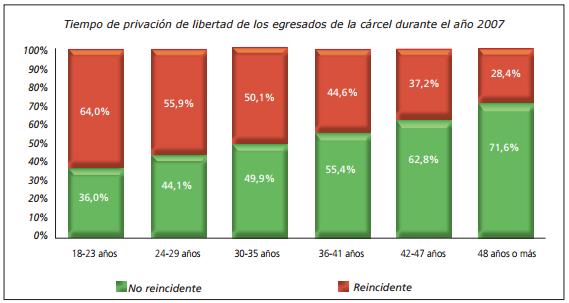 Tiempo de privación de libertad de los egresados de la cárcel durante el año 2007
100%
90%
80%
70%
60%
50%
40%
30%
20%
10%
0%
64,0% 55,9% 50,1% 44,6% 37,2% 28,4%
36,0% 44,1% 49,9% 55,4% 62,8% 71,6%
18-23 años 24-29 años 30-35 años 36-41 años 42-47 años 48 años o más
No reincidente Reincidente